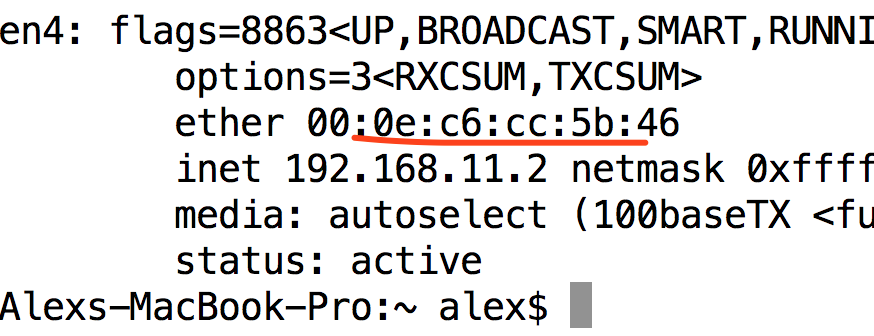 en4: flags=8863<UP,BROADCAST,SMART,RUNNI
options=3<RXCSUM,TXCSUM>
ether 00:0e:c6:cc:5b:46
inet 192.168.11.2 netmask 0xffff
media: autoselect (100baseTX <fu
status: active
Alexs-MacBook-Pro:~ alex$